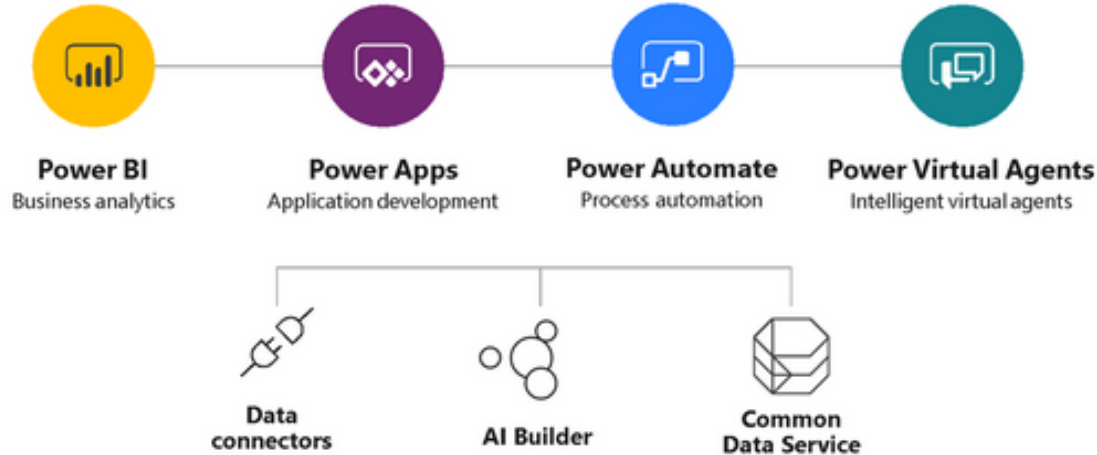 Power BI
Business analytics
Power Apps
Application development
Power Automate
Process automation
Power Virtual Agents
Intelligent virtual agents
Data
connectors
AI Builder
Common
Data Service